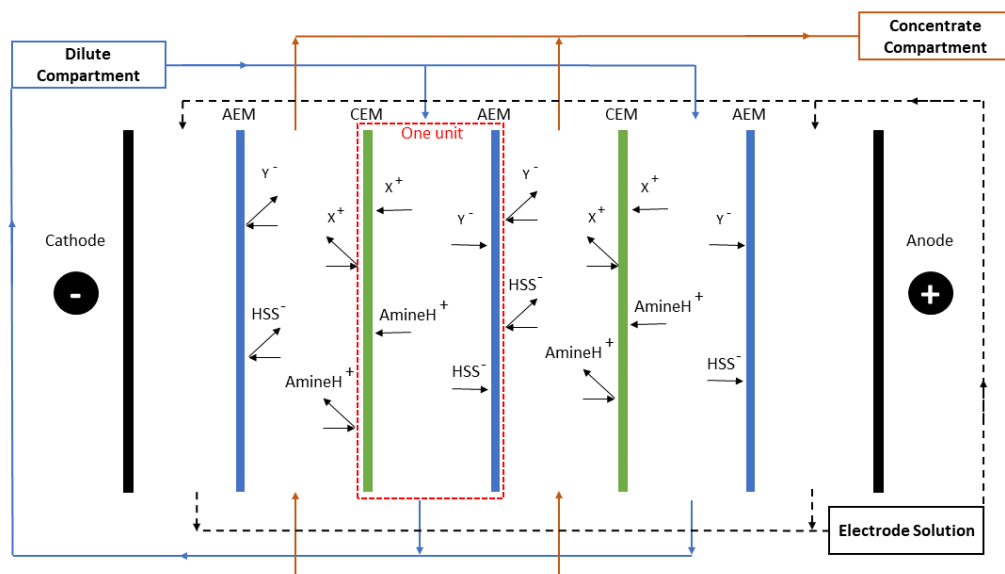 Dilute
Compartment
Concentrate
Compartment
AEM
CEM
AEM
CEM
AEM
One unit
Y -
X +
Y -
X +
X +
Y -
X +
Y -
Cathode
Anode
-
+
HSS -
AmineH +
HSS -
AmineH +
AmineH +
HSS -
AmineH +
HSS -
Electrode Solution